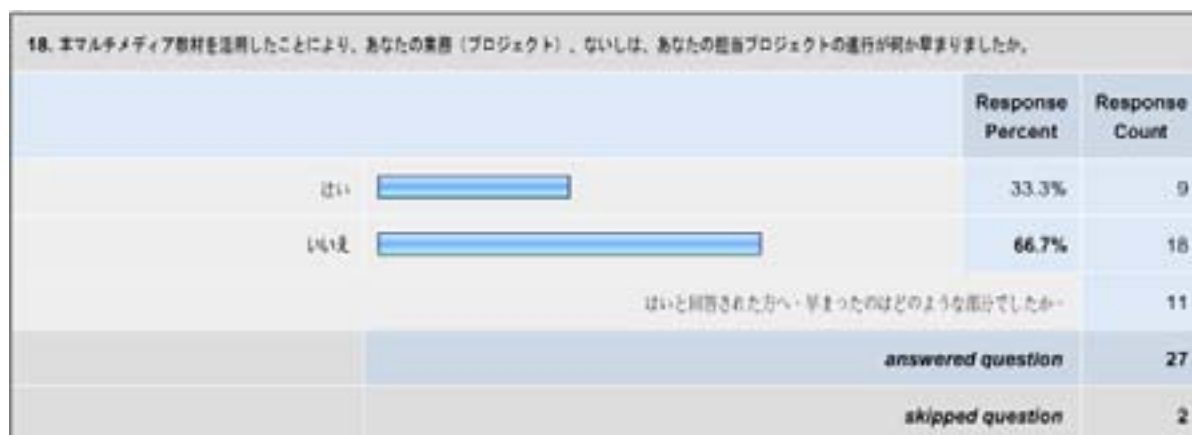 18. 本マルチメディア教材を活用したことにより、あなたの業務（プロジェクト）、ないしは、あなたの担当プロジェクトの進行が何か早まりましたか。
Response Percent
Response Count
はい 33.3% 9
いいえ 66.7% 18
はいと回答された方へ・早まったのはどのような部分でしたか・ 11
answered question 27
skipped question 2